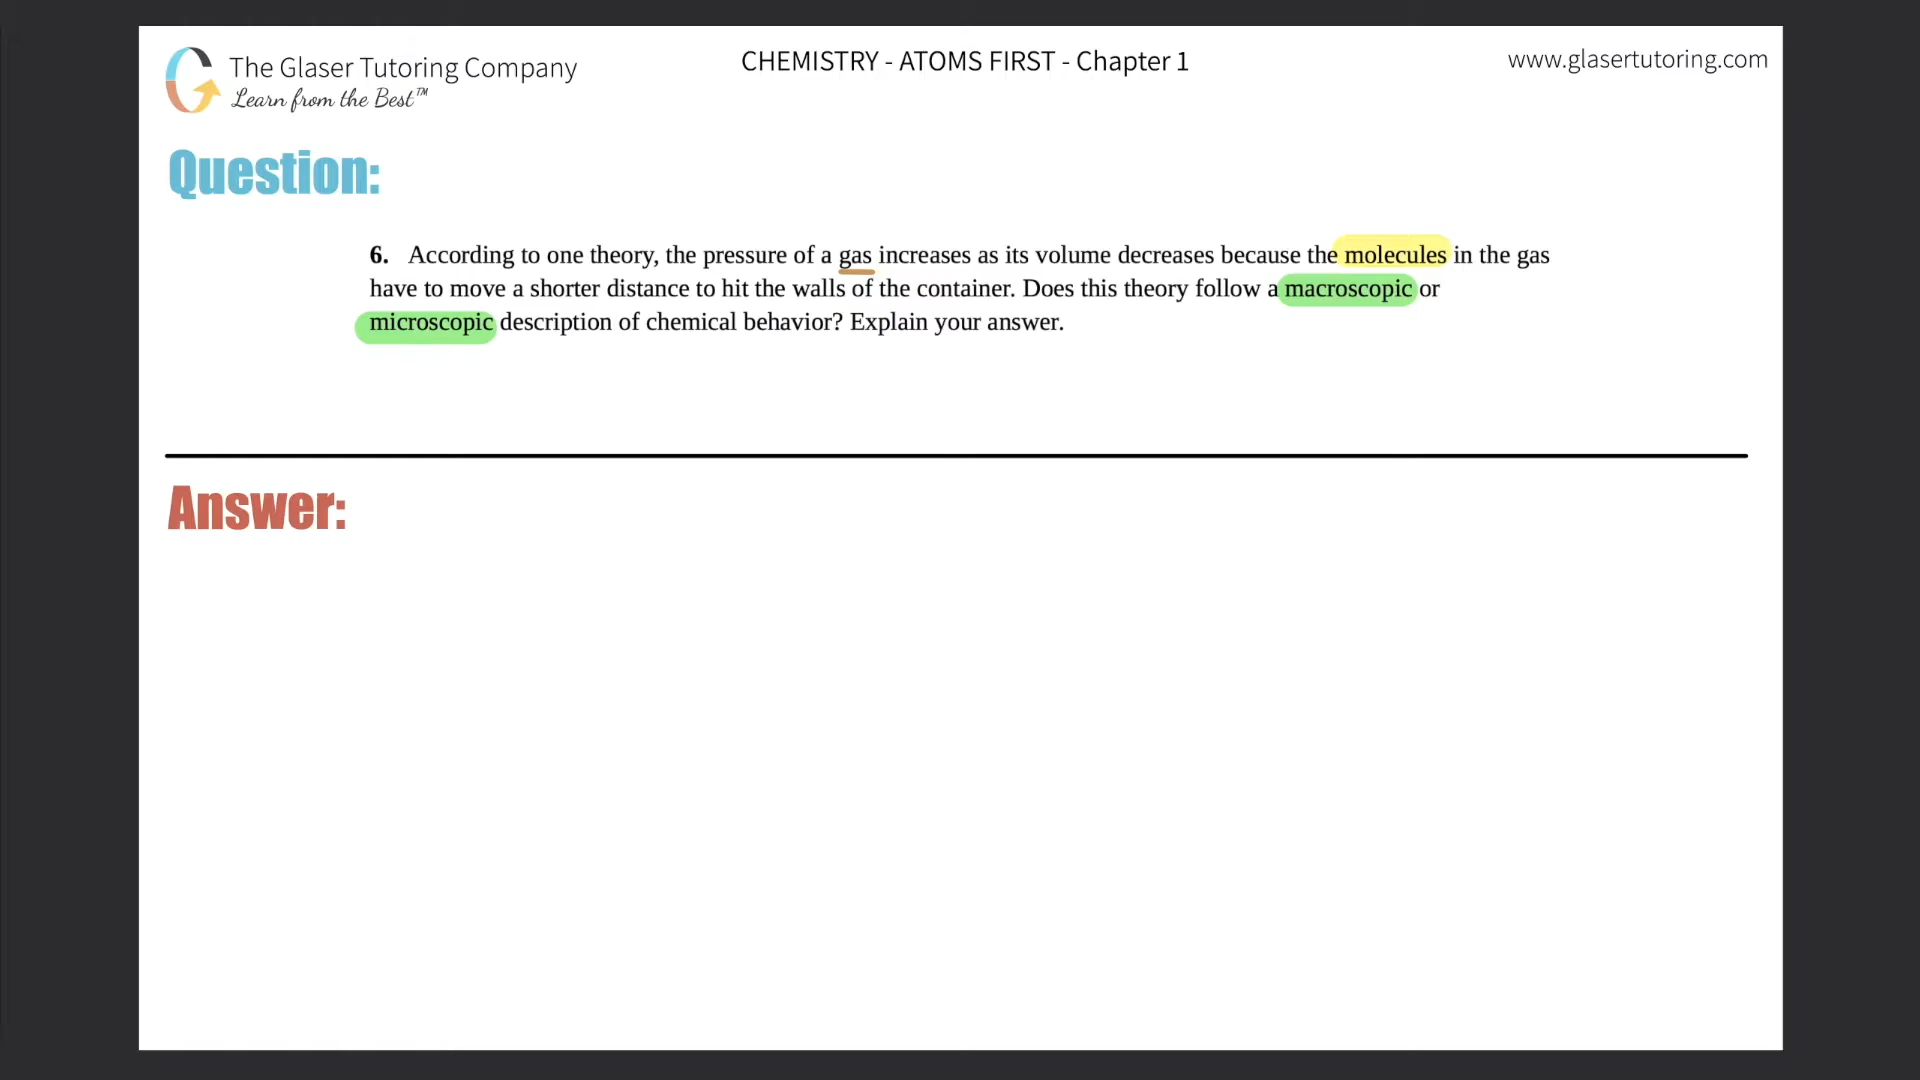 The Glaser Tutoring Company
Learn from the Best™
CHEMISTRY - ATOMS FIRST - Chapter 1
www.glasertutoring.com
Question:
6. According to one theory, the pressure of a gas increases as its volume decreases because the molecules in the gas
have to move a shorter distance to hit the walls of the container. Does this theory follow a macroscopic or
microscopic description of chemical behavior? Explain your answer.
Answer: